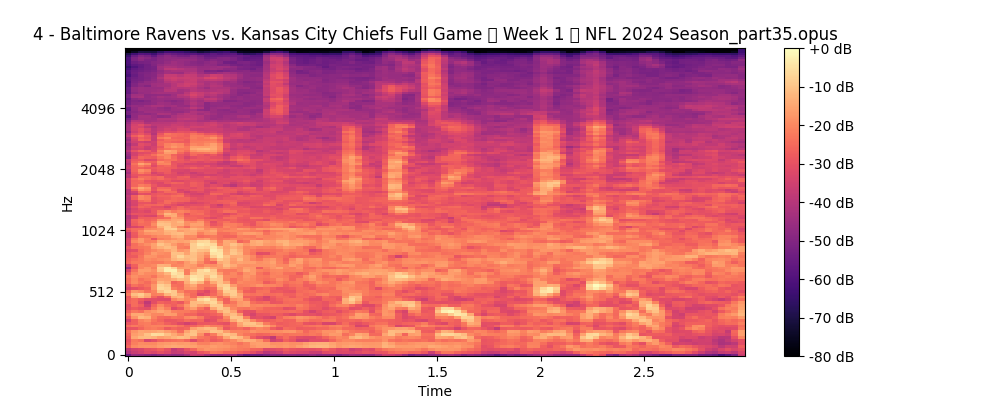 4 - Baltimore Ravens vs. Kansas City Chiefs Full Game ▯ Week 1 ▯ NFL 2024 Season_part35.opus
+0 dB
4096
-10 dB
-20 dB
2048
-30 dB
Hz
1024
-40 dB
-50 dB
512
-60 dB
-70 dB
0
-80 dB
0 0.5 1 1.5 2 2.5
Time